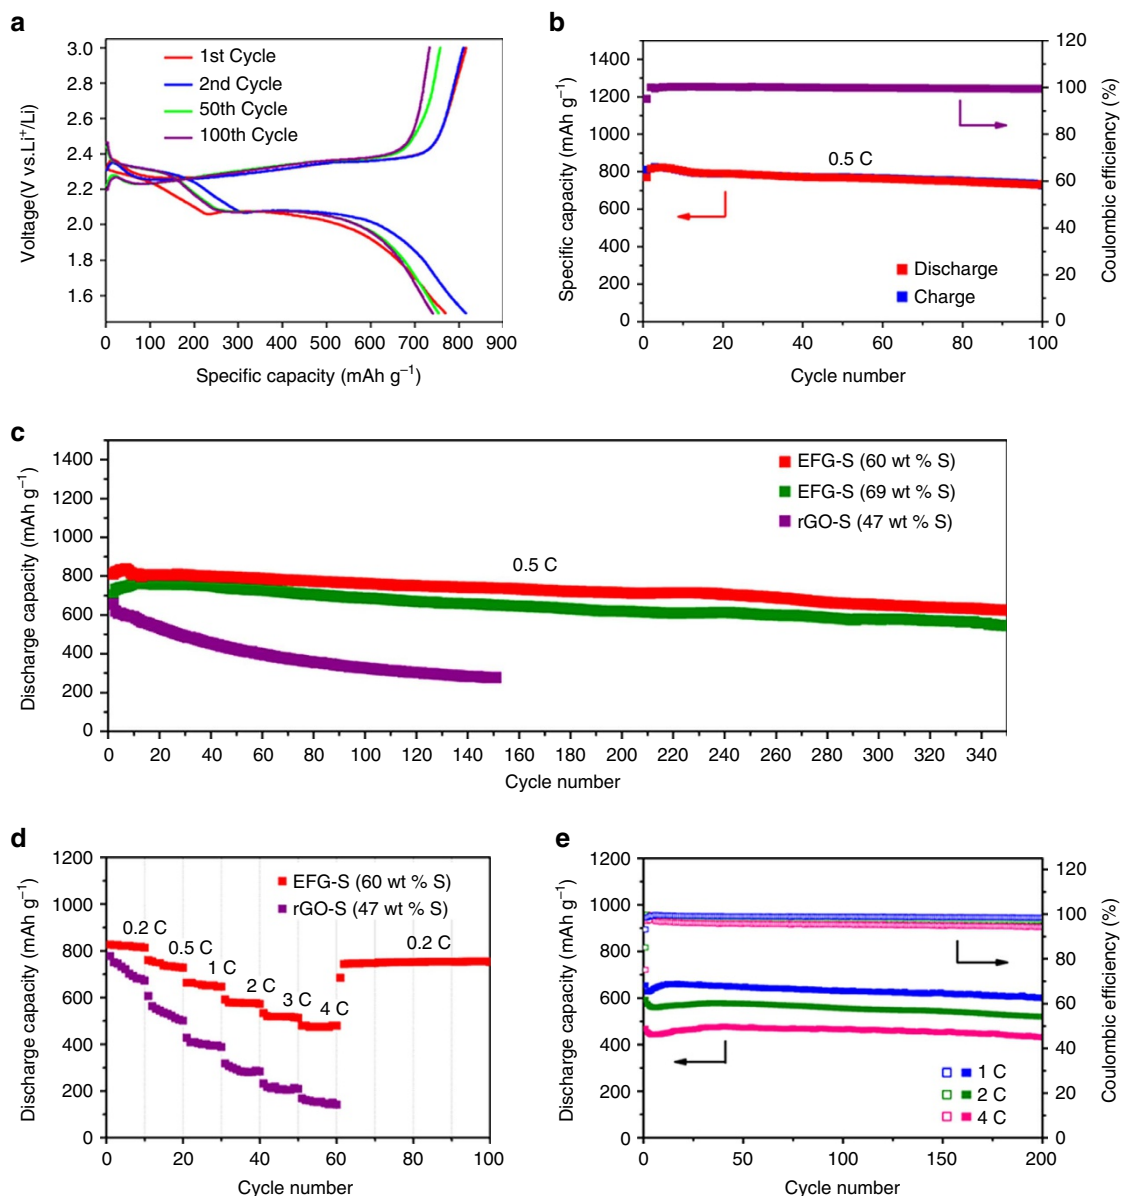 a
3.0
2.8
2.6
2.4
2.2
2.0
1.8
1.6
Voltage(V vs.Li⁺/Li)
1st Cycle
2nd Cycle
50th Cycle
100th Cycle
0 100 200 300 400 500 600 700 800 900
Specific capacity (mAh g⁻¹)
b
1400
1200
1000
800
600
400
200
0
Specific capacity (mAh g⁻¹)
0.5 C
Discharge
Charge
120
100
80
60
40
20
0
Coulombic efficiency (%)
0 20 40 60 80 100
Cycle number
c
1400
1200
1000
800
600
400
200
0
Discharge capacity (mAh g⁻¹)
EFG-S (60 wt % S)
EFG-S (69 wt % S)
rGO-S (47 wt % S)
0.5 C
0 20 40 60 80 100 120 140 160 180 200 220 240 260 280 300 320 340
Cycle number
d
1200
1000
800
600
400
200
0
Discharge capacity (mAh g⁻¹)
EFG-S (60 wt % S)
rGO-S (47 wt % S)
0.2 C
0.5 C
1 C
2 C
3 C
4 C
0.2 C
0 20 40 60 80 100
Cycle number
e
1200
1000
800
600
400
200
0
Discharge capacity (mAh g⁻¹)
1 C
2 C
4 C
120
100
80
60
40
20
0
Coulombic efficiency (%)
0 50 100 150 200
Cycle number